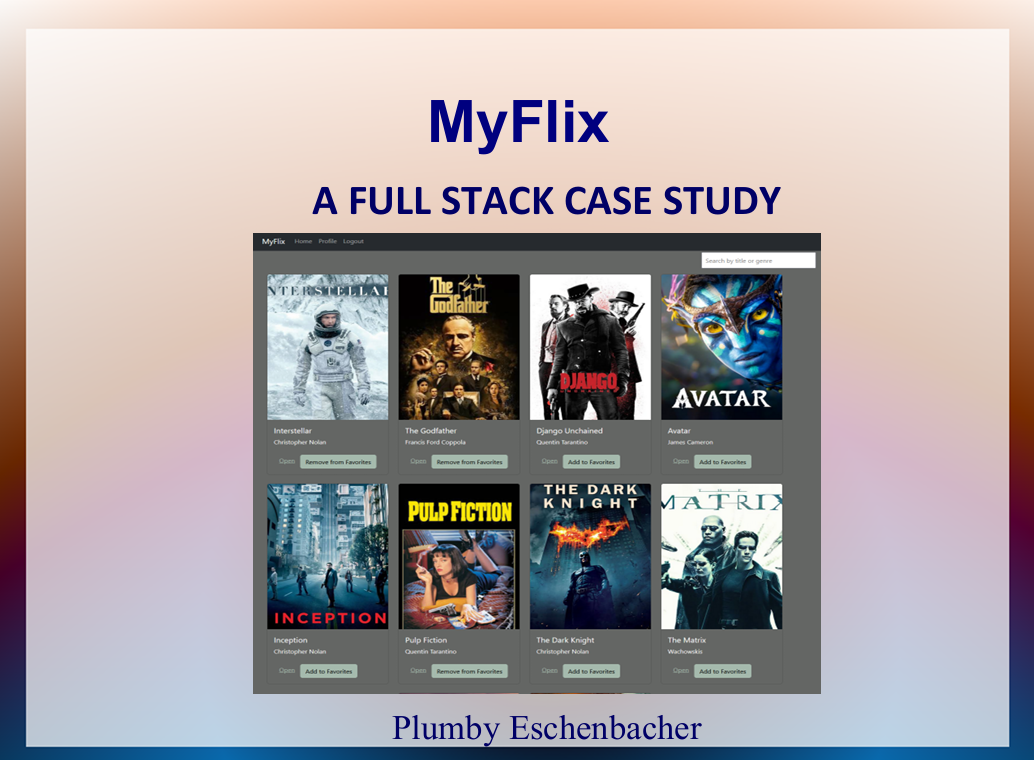 MyFlix
A FULL STACK CASE STUDY
MyFlix Home Profile Logout
Search by title or genre
INTERSTELLAR
The Godfather
DJANGO
AVATAR
Interstellar
Christopher Nolan
Open Remove from Favorites
The Godfather
Francis Ford Coppola
Open Remove from Favorites
Django Unchained
Quentin Tarantino
Open Add to Favorites
Avatar
James Cameron
Open Add to Favorites
INCEPTION
PULP FICTION
THE DARK
KNIGHT
MATRIX
Inception
Christopher Nolan
Open Add to Favorites
Pulp Fiction
Quentin Tarantino
Open Remove from Favorites
The Dark Knight
Christopher Nolan
Open Add to Favorites
The Matrix
Wachowskis
Open Add to Favorites
Plumby Eschenbacher